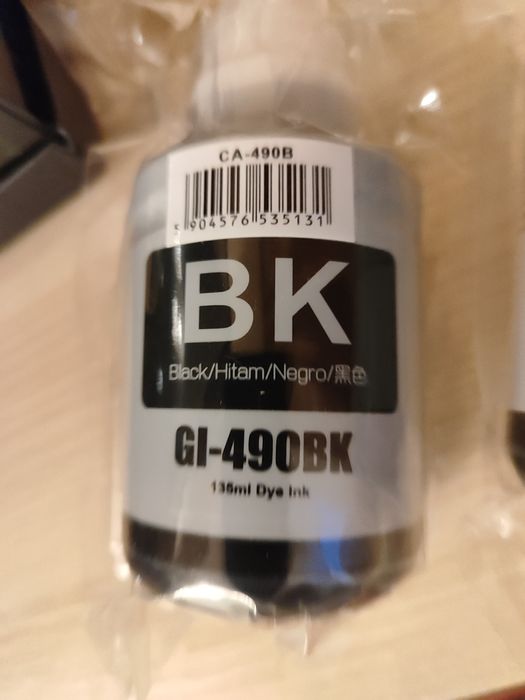 CA-490B
5 904576 535131
BK
Black/Hitam/Negro/黑色
GI-490BK
135ml Dye Ink